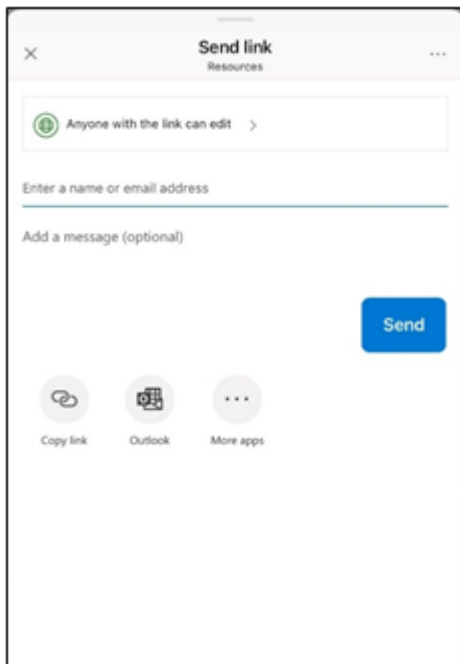 Send link
Resources
Anyone with the link can edit
Enter a name or email address
Add a message (optional)
Send
Copy link
Outlook
More apps